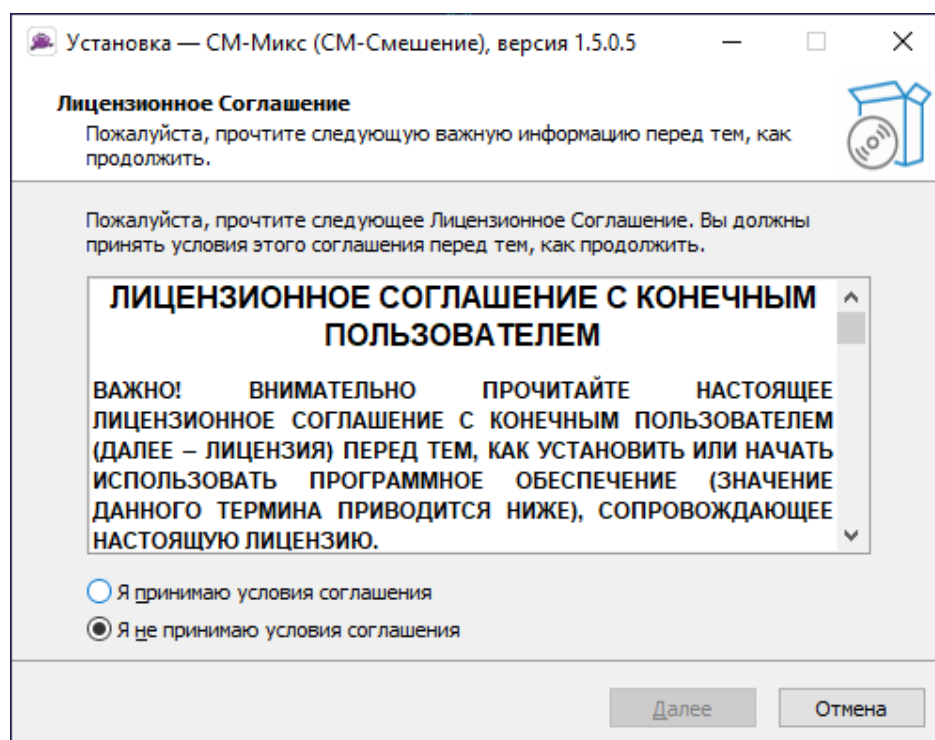 Установка — СМ-Микс (СМ-Смешение), версия 1.5.0.5
Лицензионное Соглашение
Пожалуйста, прочтите следующую важную информацию перед тем, как
продолжить.
Пожалуйста, прочтите следующее Лицензионное Соглашение. Вы должны
принять условия этого соглашения перед тем, как продолжить.
ЛИЦЕНЗИОННОЕ СОГЛАШЕНИЕ С КОНЕЧНЫМ
ПОЛЬЗОВАТЕЛЕМ
ВАЖНО! ВНИМАТЕЛЬНО ПРОЧИТАЙТЕ НАСТОЯЩЕЕ
ЛИЦЕНЗИОННОЕ СОГЛАШЕНИЕ С КОНЕЧНЫМ ПОЛЬЗОВАТЕЛЕМ
(ДАЛЕЕ – ЛИЦЕНЗИЯ) ПЕРЕД ТЕМ, КАК УСТАНОВИТЬ ИЛИ НАЧАТЬ
ИСПОЛЬЗОВАТЬ ПРОГРАММНОЕ ОБЕСПЕЧЕНИЕ (ЗНАЧЕНИЕ
ДАННОГО ТЕРМИНА ПРИВОДИТСЯ НИЖЕ), СОПРОВОЖДАЮЩЕЕ
НАСТОЯЩУЮ ЛИЦЕНЗИЮ.
Я принимаю условия соглашения
Я не принимаю условия соглашения
Далее
Отмена